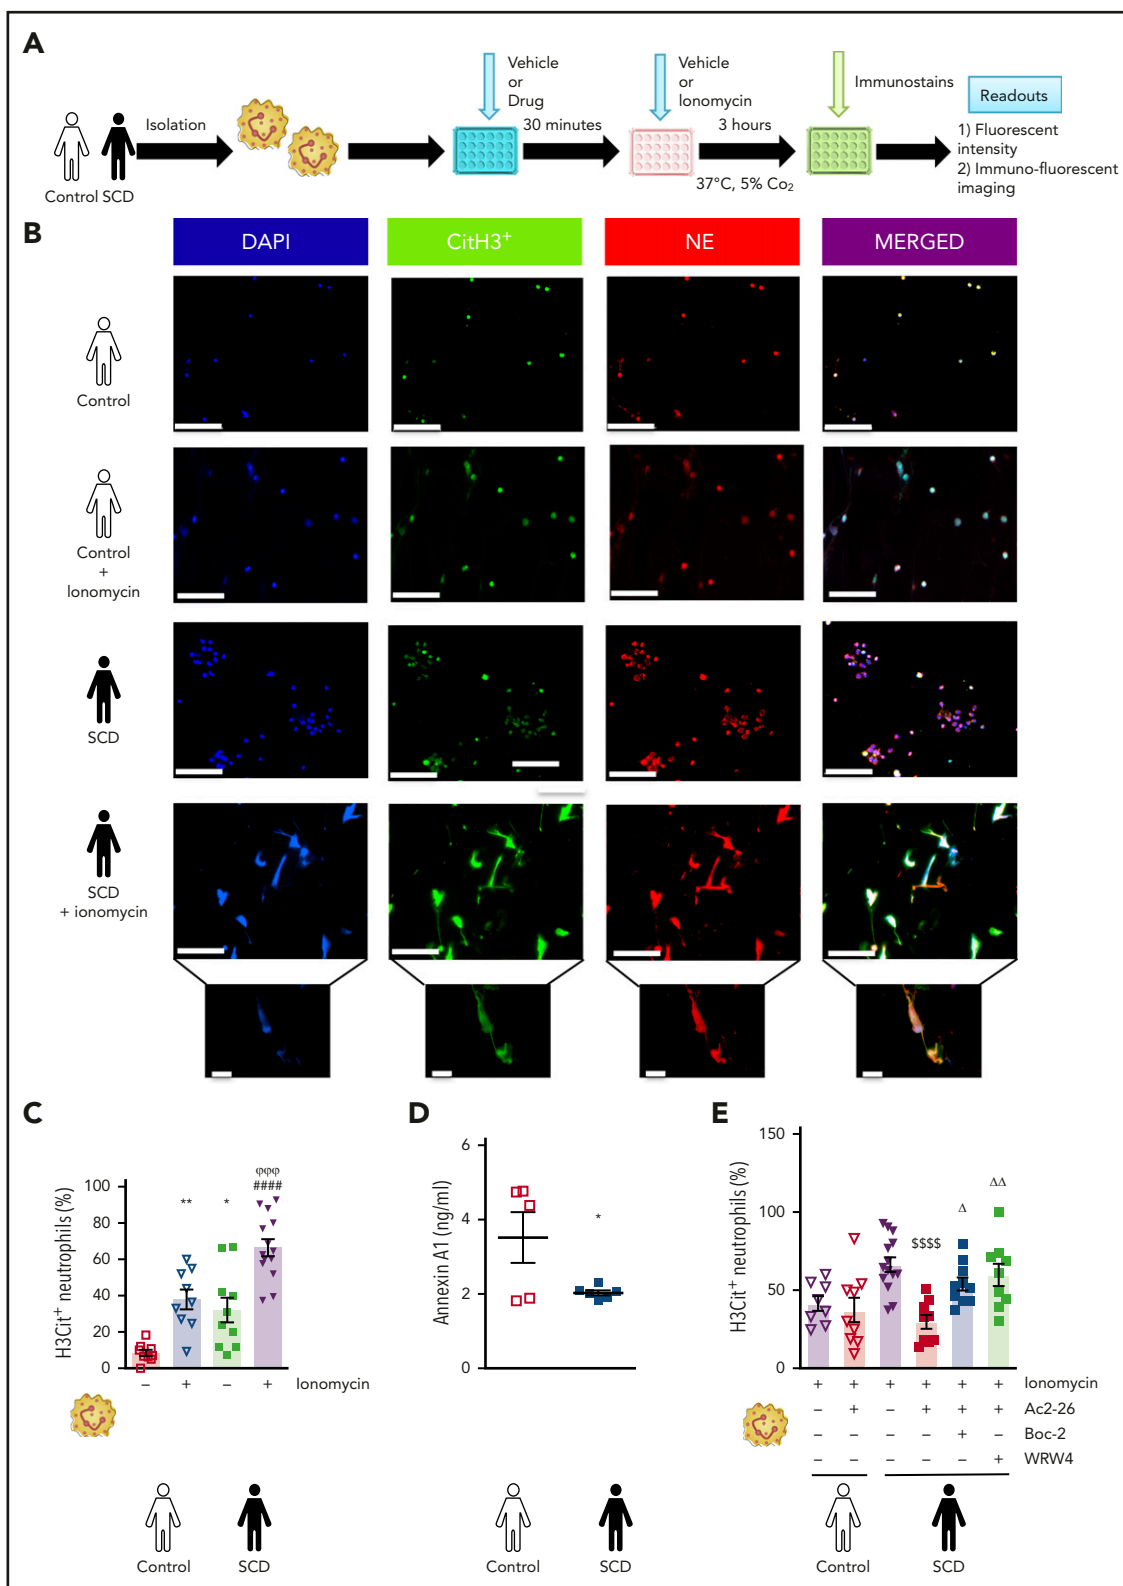 A
Control SCD
Isolation
Vehicle
or
Drug
30 minutes
Vehicle
or
Ionomycin
3 hours
37°C, 5% Co₂
Immunostains
Readouts
1) Fluorescent
intensity
2) Immuno-fluorescent
imaging
B
DAPI CitH3⁺ NE MERGED
Control
Control
+
Ionomycin
SCD
SCD
+ ionomycin
C
H3Cit⁺ neutrophils (%)
100
80
60
40
20
0
** * φφφ
####
– + – + Ionomycin
Control SCD
D
Annexin A1 (ng/ml)
6
4
2
0
*
Control SCD
E
H3Cit⁺ neutrophils (%)
150
100
50
0
$$$$ Δ ΔΔ
+ + + + + + Ionomycin
– + – + + + Ac2-26
– – – – + – Boc-2
– – – – – + WRW4
Control SCD